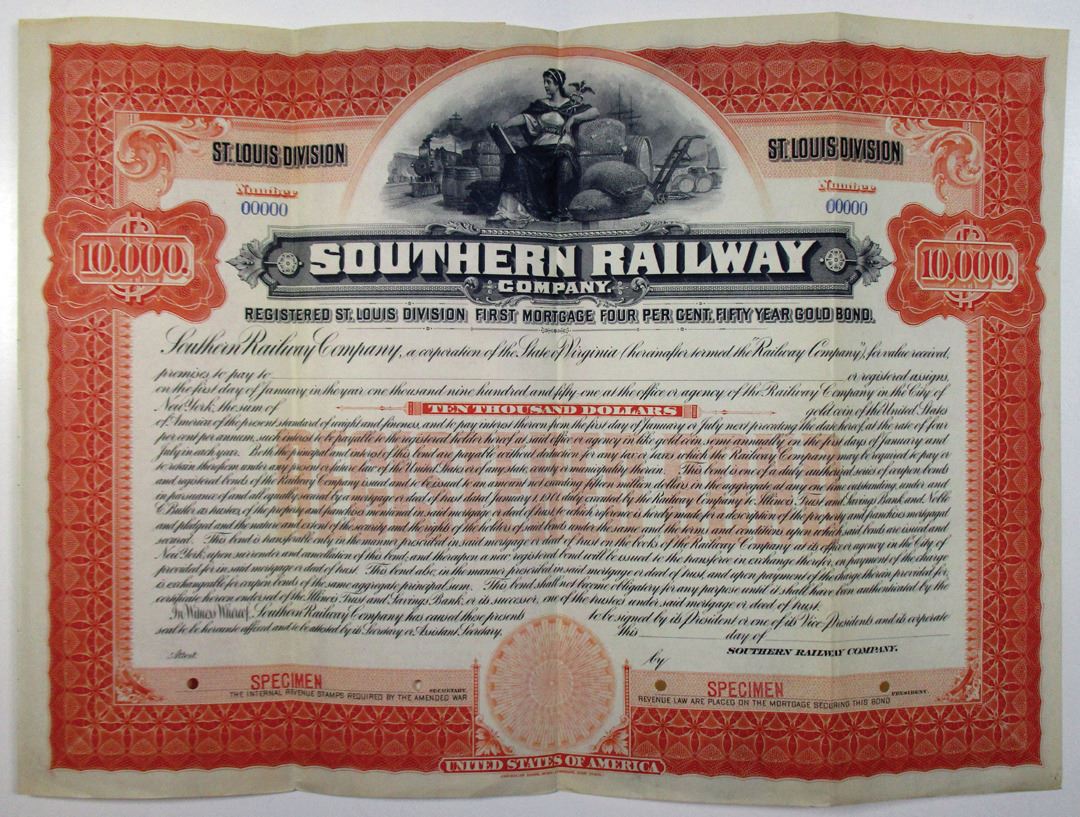 ST. LOUIS DIVISION
ST. LOUIS DIVISION
Number
00000
Number
00000
10,000.
10,000.
SOUTHERN RAILWAY
COMPANY.
REGISTERED ST. LOUIS DIVISION FIRST MORTGAGE FOUR PER CENT. FIFTY YEAR GOLD BOND.
Southern Railway Company, a corporation of the State of Virginia (hereinafter termed the "Railway Company"), for value received,
promises to pay to or registered assigns,
on the first day of January in the year one thousand nine hundred and fifty-one at the office or agency of the Railway Company in the City of
New York, the sum of TEN THOUSAND DOLLARS gold coin of the United States
of America of the present standard of weight and fineness, and to pay interest thereon from the first day of January or July next preceding the date hereof at the rate of four
per cent per annum, such interest to be payable to the registered holder hereof at said office or agency in like gold coin semi annually on the first days of January and
July in each year. Both the principal and interest of this bond are payable without deduction for any tax or taxes which the Railway Company may be required to pay or
to retain therefrom under any present or future law of the United States or of any state, county or municipality therein. This bond is one of a duly authorized series of coupon bonds
and registered bonds of the Railway Company issued and to be issued to an amount not exceeding fifteen million dollars in the aggregate at any one time outstanding, under and
in pursuance of and all equally secured by a mortgage or deed of trust dated January 1, 1901, duly created by the Railway Company to Illinois Trust and Savings Bank and Noble
C. Butler as trustees, of the property and franchises mentioned in said mortgage or deed of trust, to which reference is hereby made for a description of the property and franchises mortgaged
and pledged and the nature and extent of the security and the rights of the holders of said bonds under the same and the terms and conditions upon which said bonds are issued and
secured. This bond is transferable only in the manner prescribed in said mortgage or deed of trust on the books of the Railway Company at its office or agency in the City of
New York, upon surrender and cancellation of this bond, and thereupon a new registered bond will be issued to the transferee in exchange therefor, on payment of the charge
provided for in said mortgage or deed of trust. This bond also, in the manner prescribed in said mortgage or deed of trust, and upon payment of the charge therein provided for,
is exchangeable for coupon bonds of the same aggregate principal sum. This bond shall not become obligatory for any purpose until it shall have been authenticated by the
certificate hereon endorsed of the Illinois Trust and Savings Bank, or its successor, one of the trustees under said mortgage or deed of trust.
In Witness Whereof, Southern Railway Company has caused these presents to be signed by its President or one of its Vice-Presidents and its corporate
seal to be hereunto affixed and to be attested by its Secretary or Assistant Secretary, this day of
SOUTHERN RAILWAY COMPANY.
Attest: by
SPECIMEN
SECRETARY.
SPECIMEN
PRESIDENT.
THE INTERNAL REVENUE STAMPS REQUIRED BY THE AMENDED WAR
REVENUE LAW ARE PLACED ON THE MORTGAGE SECURING THIS BOND
UNITED STATES OF AMERICA